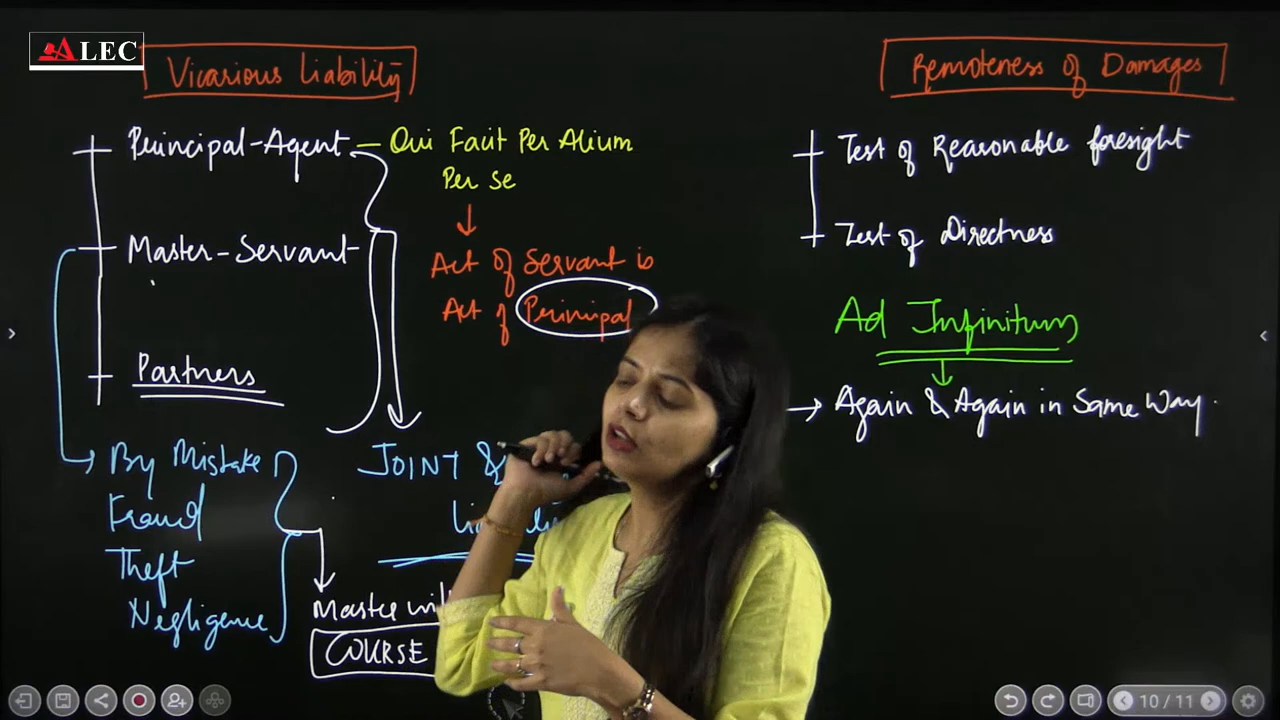 ALEC
Vicarious Liability
Principal-Agent – Qui Facit Per Alium
Per Se
Master-Servant
Act of Servant is
Act of Principal
Partners
By Mistake
Fraud
Theft
Negligence
JOINT &
Master will
COURSE
Remoteness of Damages
Test of Reasonable foresight
Test of Directness
Ad Infinitum
→ Again & Again in Same Way.
10 / 11